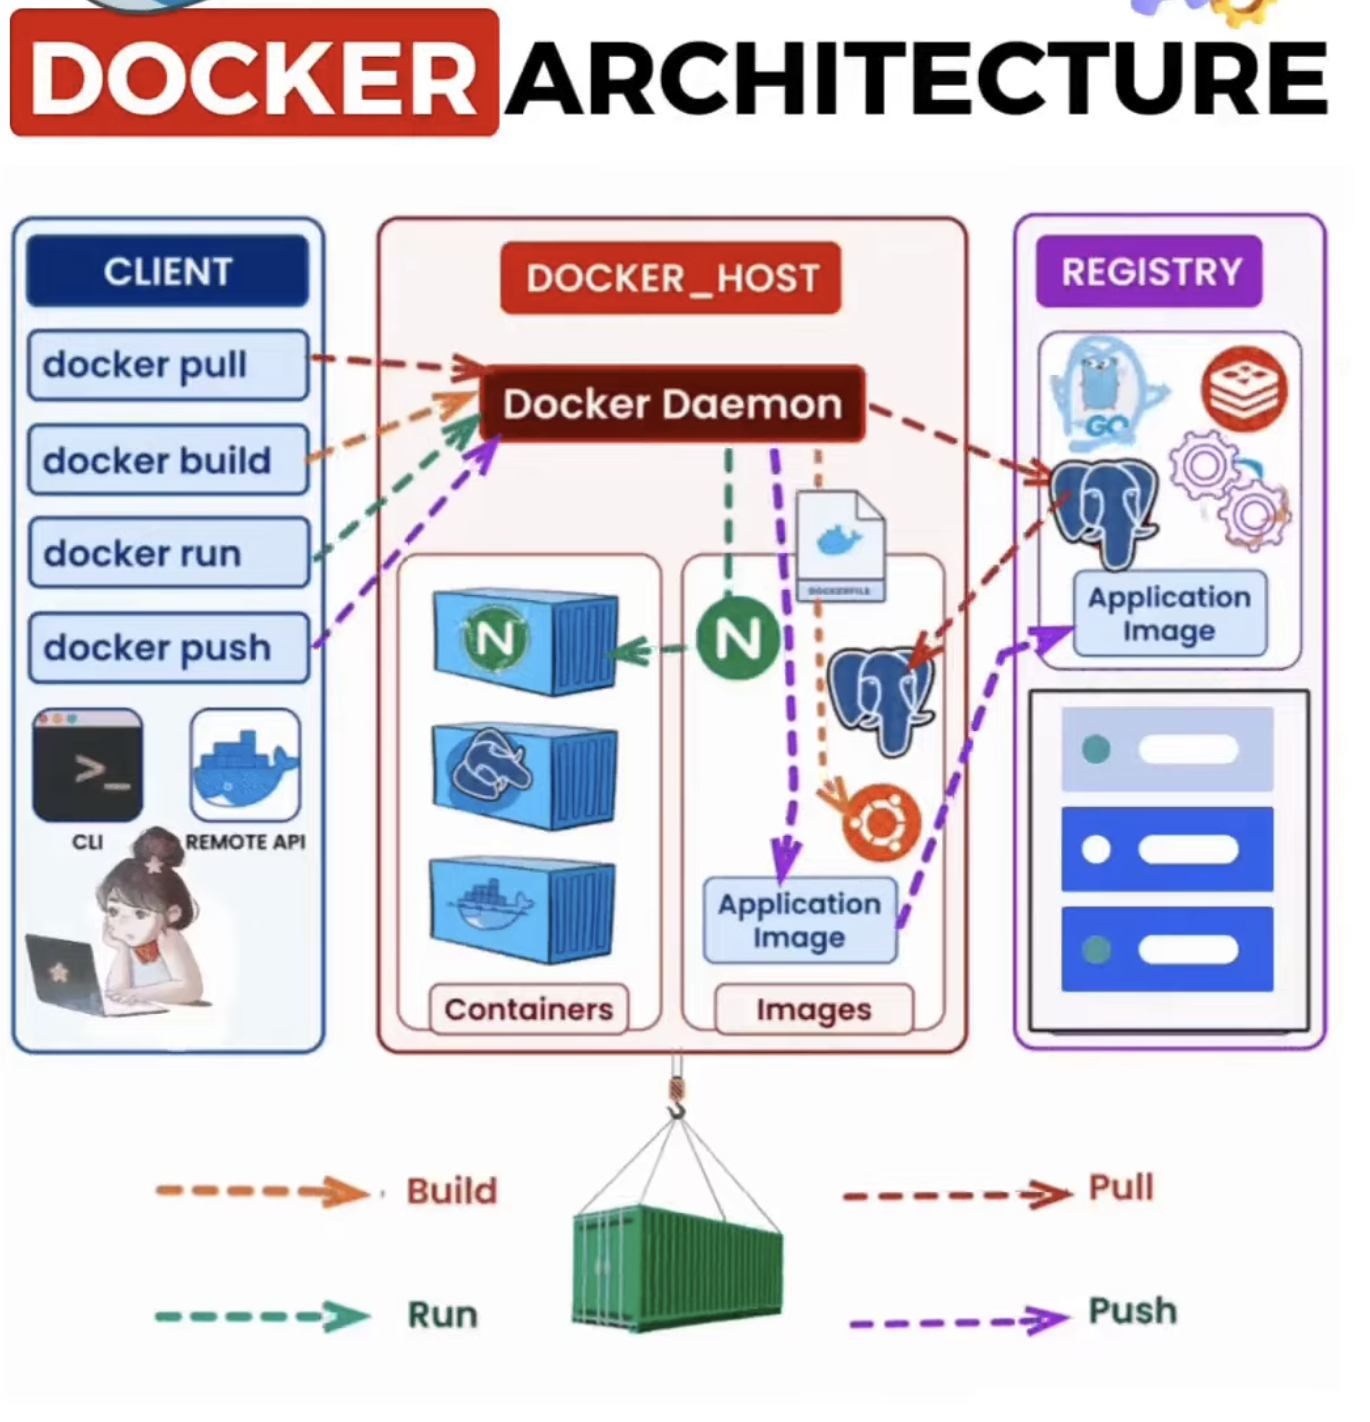 DOCKER ARCHITECTURE
CLIENT
docker pull
docker build
docker run
docker push
>_
CLI
REMOTE API
DOCKER_HOST
Docker Daemon
DOCKERFILE
N
N
Application
Image
Containers
Images
REGISTRY
GO
Application
Image
Build
Run
Pull
Push